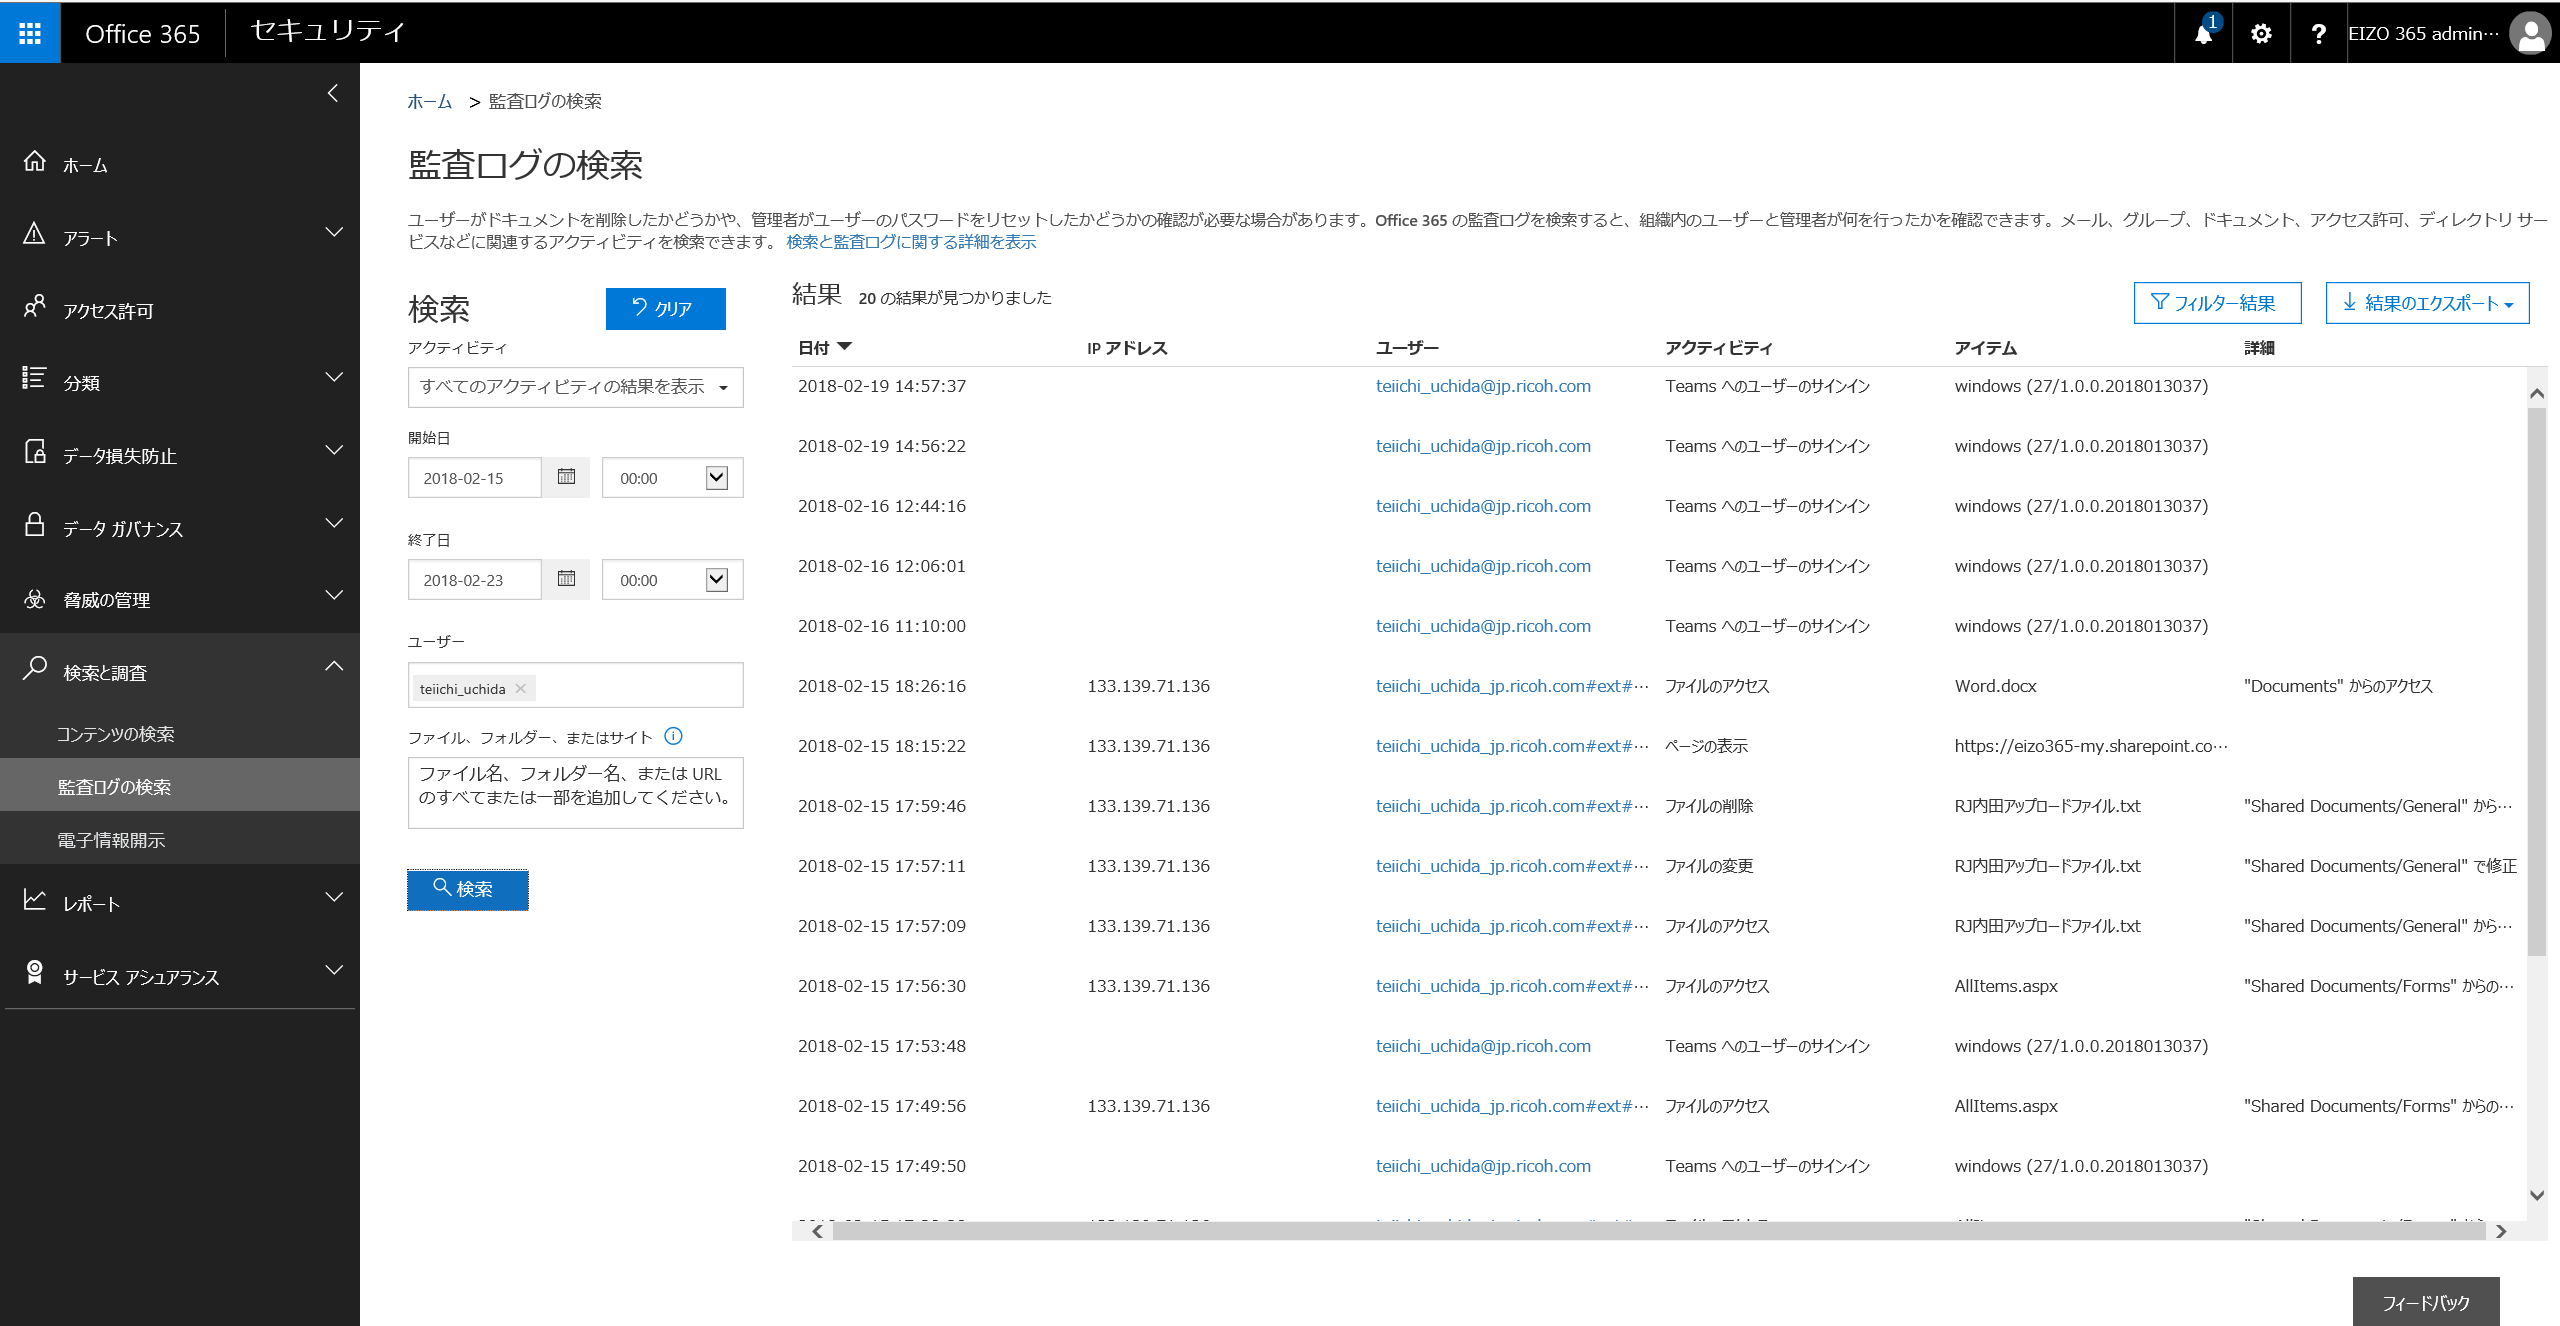 Office 365
セキュリティ
1
?
EIZO 365 admin…
ホーム
アラート
アクセス許可
分類
データ損失防止
データ ガバナンス
脅威の管理
検索と調査
コンテンツの検索
監査ログの検索
電子情報開示
レポート
サービス アシュアランス
ホーム > 監査ログの検索
監査ログの検索
ユーザーがドキュメントを削除したかどうかや、管理者がユーザーのパスワードをリセットしたかどうかの確認が必要な場合があります。Office 365 の監査ログを検索すると、組織内のユーザーと管理者が何を行ったかを確認できます。メール、グループ、ドキュメント、アクセス許可、ディレクトリ サー
ビスなどに関連するアクティビティを検索できます。 検索と監査ログに関する詳細を表示
検索
クリア
アクティビティ
すべてのアクティビティの結果を表示
開始日
2018-02-15 00:00
終了日
2018-02-23 00:00
ユーザー
teiichi_uchida ×
ファイル、フォルダー、またはサイト
ファイル名、フォルダー名、または URL
のすべてまたは一部を追加してください。
検索
結果 20 の結果が見つかりました
フィルター結果
結果のエクスポート
日付 IP アドレス ユーザー アクティビティ アイテム 詳細
2018-02-19 14:57:37 teiichi_uchida@jp.ricoh.com Teams へのユーザーのサインイン windows (27/1.0.0.2018013037)
2018-02-19 14:56:22 teiichi_uchida@jp.ricoh.com Teams へのユーザーのサインイン windows (27/1.0.0.2018013037)
2018-02-16 12:44:16 teiichi_uchida@jp.ricoh.com Teams へのユーザーのサインイン windows (27/1.0.0.2018013037)
2018-02-16 12:06:01 teiichi_uchida@jp.ricoh.com Teams へのユーザーのサインイン windows (27/1.0.0.2018013037)
2018-02-16 11:10:00 teiichi_uchida@jp.ricoh.com Teams へのユーザーのサインイン windows (27/1.0.0.2018013037)
2018-02-15 18:26:16 133.139.71.136 teiichi_uchida_jp.ricoh.com#ext#… ファイルのアクセス Word.docx "Documents" からのアクセス
2018-02-15 18:15:22 133.139.71.136 teiichi_uchida_jp.ricoh.com#ext#… ページの表示 https://eizo365-my.sharepoint.co…
2018-02-15 17:59:46 133.139.71.136 teiichi_uchida_jp.ricoh.com#ext#… ファイルの削除 RJ内田アップロードファイル.txt "Shared Documents/General" から…
2018-02-15 17:57:11 133.139.71.136 teiichi_uchida_jp.ricoh.com#ext#… ファイルの変更 RJ内田アップロードファイル.txt "Shared Documents/General" で修正
2018-02-15 17:57:09 133.139.71.136 teiichi_uchida_jp.ricoh.com#ext#… ファイルのアクセス RJ内田アップロードファイル.txt "Shared Documents/General" から…
2018-02-15 17:56:30 133.139.71.136 teiichi_uchida_jp.ricoh.com#ext#… ファイルのアクセス AllItems.aspx "Shared Documents/Forms" からの…
2018-02-15 17:53:48 teiichi_uchida@jp.ricoh.com Teams へのユーザーのサインイン windows (27/1.0.0.2018013037)
2018-02-15 17:49:56 133.139.71.136 teiichi_uchida_jp.ricoh.com#ext#… ファイルのアクセス AllItems.aspx "Shared Documents/Forms" からの…
2018-02-15 17:49:50 teiichi_uchida@jp.ricoh.com Teams へのユーザーのサインイン windows (27/1.0.0.2018013037)
フィードバック